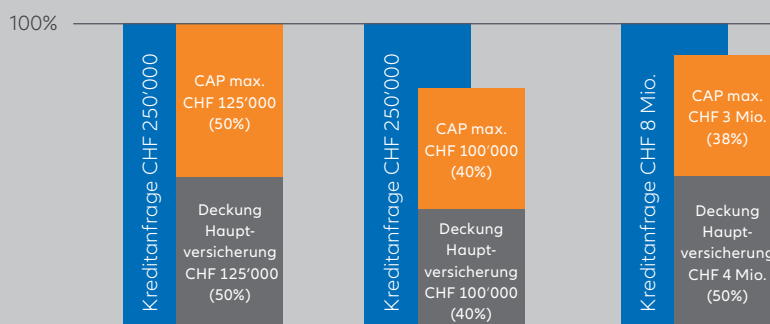 100%
Kreditanfrage CHF 250’000
CAP max.
CHF 125’000
(50%)
Deckung
Haupt-
versicherung
CHF 125’000
(50%)
Kreditanfrage CHF 250’000
CAP max.
CHF 100’000
(40%)
Deckung
Haupt-
versicherung
CHF 100’000
(40%)
Kreditanfrage CHF 8 Mio.
CAP max.
CHF 3 Mio.
(38%)
Deckung
Haupt-
versicherung
CHF 4 Mio.
(50%)